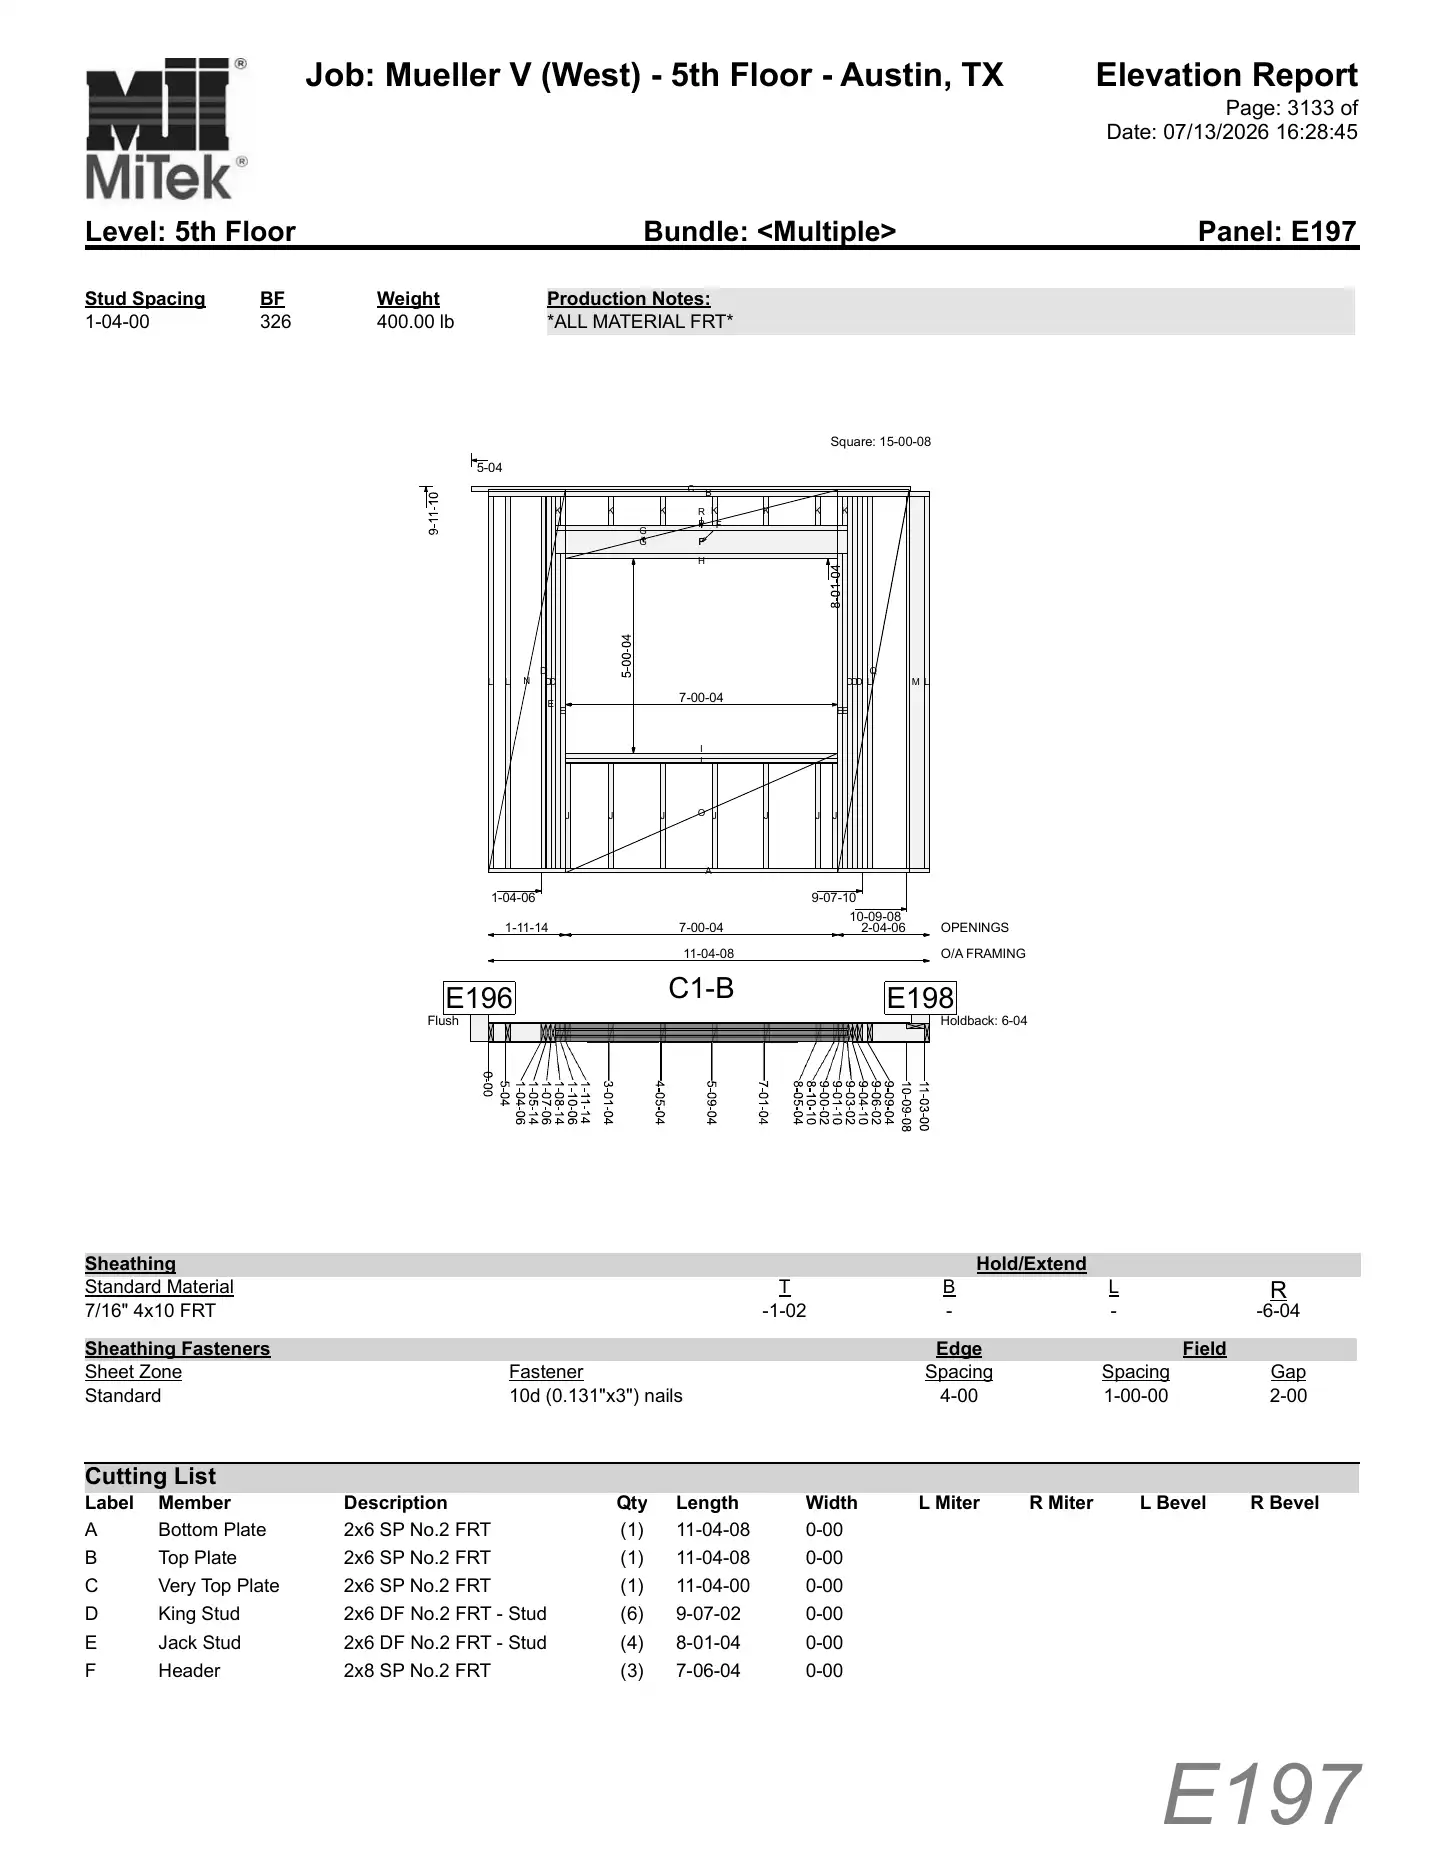 Job: Mueller V (West) - 5th Floor - Austin, TX
Elevation Report
Page: 3133 of
Date: 07/13/2026 16:28:45
MiTek®
Level: 5th Floor Bundle: <Multiple> Panel: E197
Stud Spacing BF Weight Production Notes:
1-04-00 326 400.00 lb *ALL MATERIAL FRT*
Square: 15-00-08
5-04
9-11-10
C
B
K K K R K K K K
F
G
G F
H
8-01-04
5-00-04
7-00-04
L L N D D D D D D L O M L
E E E E
I
I
J J J O J J J J
A
1-04-06 9-07-10
10-09-08
1-11-14 7-00-04 2-04-06 OPENINGS
11-04-08 O/A FRAMING
C1-B
E196 E198
Flush Holdback: 6-04
0-00
5-04
1-04-06
1-05-14
1-07-06
1-08-14
1-10-06
1-11-14
3-01-04
4-05-04
5-09-04
7-01-04
8-05-04
8-10-10
9-00-02
9-01-10
9-03-02
9-04-10
9-06-02
9-09-04
10-09-08
11-03-00
Sheathing Hold/Extend
Standard Material T B L R
7/16" 4x10 FRT -1-02 - - -6-04
Sheathing Fasteners Edge Field
Sheet Zone Fastener Spacing Spacing Gap
Standard 10d (0.131"x3") nails 4-00 1-00-00 2-00
Cutting List
Label Member Description Qty Length Width L Miter R Miter L Bevel R Bevel
A Bottom Plate 2x6 SP No.2 FRT (1) 11-04-08 0-00
B Top Plate 2x6 SP No.2 FRT (1) 11-04-08 0-00
C Very Top Plate 2x6 SP No.2 FRT (1) 11-04-00 0-00
D King Stud 2x6 DF No.2 FRT - Stud (6) 9-07-02 0-00
E Jack Stud 2x6 DF No.2 FRT - Stud (4) 8-01-04 0-00
F Header 2x8 SP No.2 FRT (3) 7-06-04 0-00
E197